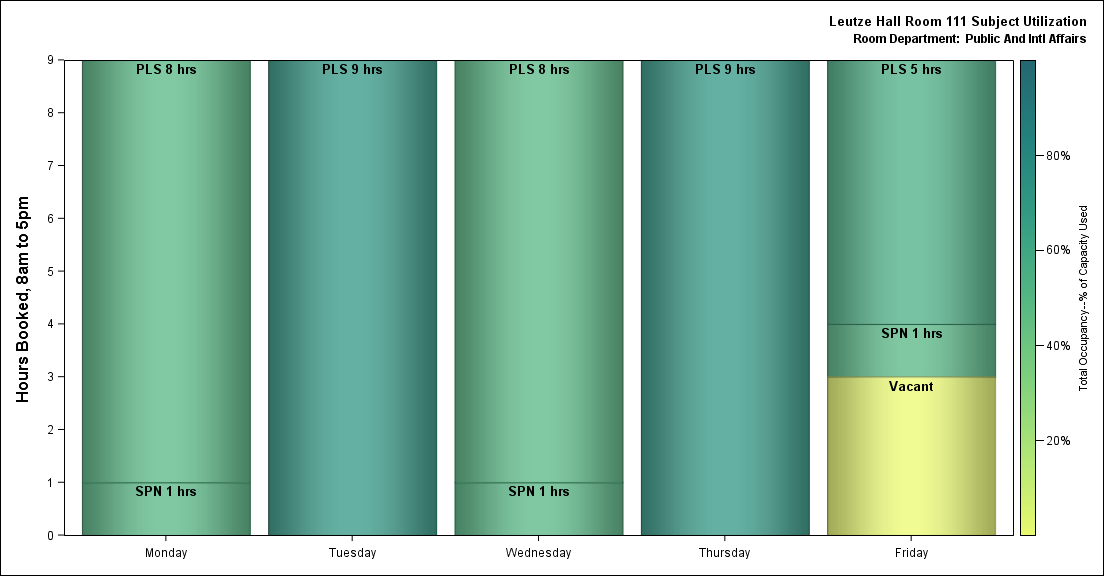 Leutze Hall Room 111 Subject Utilization
Room Department: Public And Intl Affairs
Hours Booked, 8am to 5pm
9
8
7
6
5
4
3
2
1
0
PLS 8 hrs
SPN 1 hrs
PLS 9 hrs
PLS 8 hrs
SPN 1 hrs
PLS 9 hrs
PLS 5 hrs
SPN 1 hrs
Vacant
Monday
Tuesday
Wednesday
Thursday
Friday
80%
60%
40%
20%
Total Occupancy--% of Capacity Used